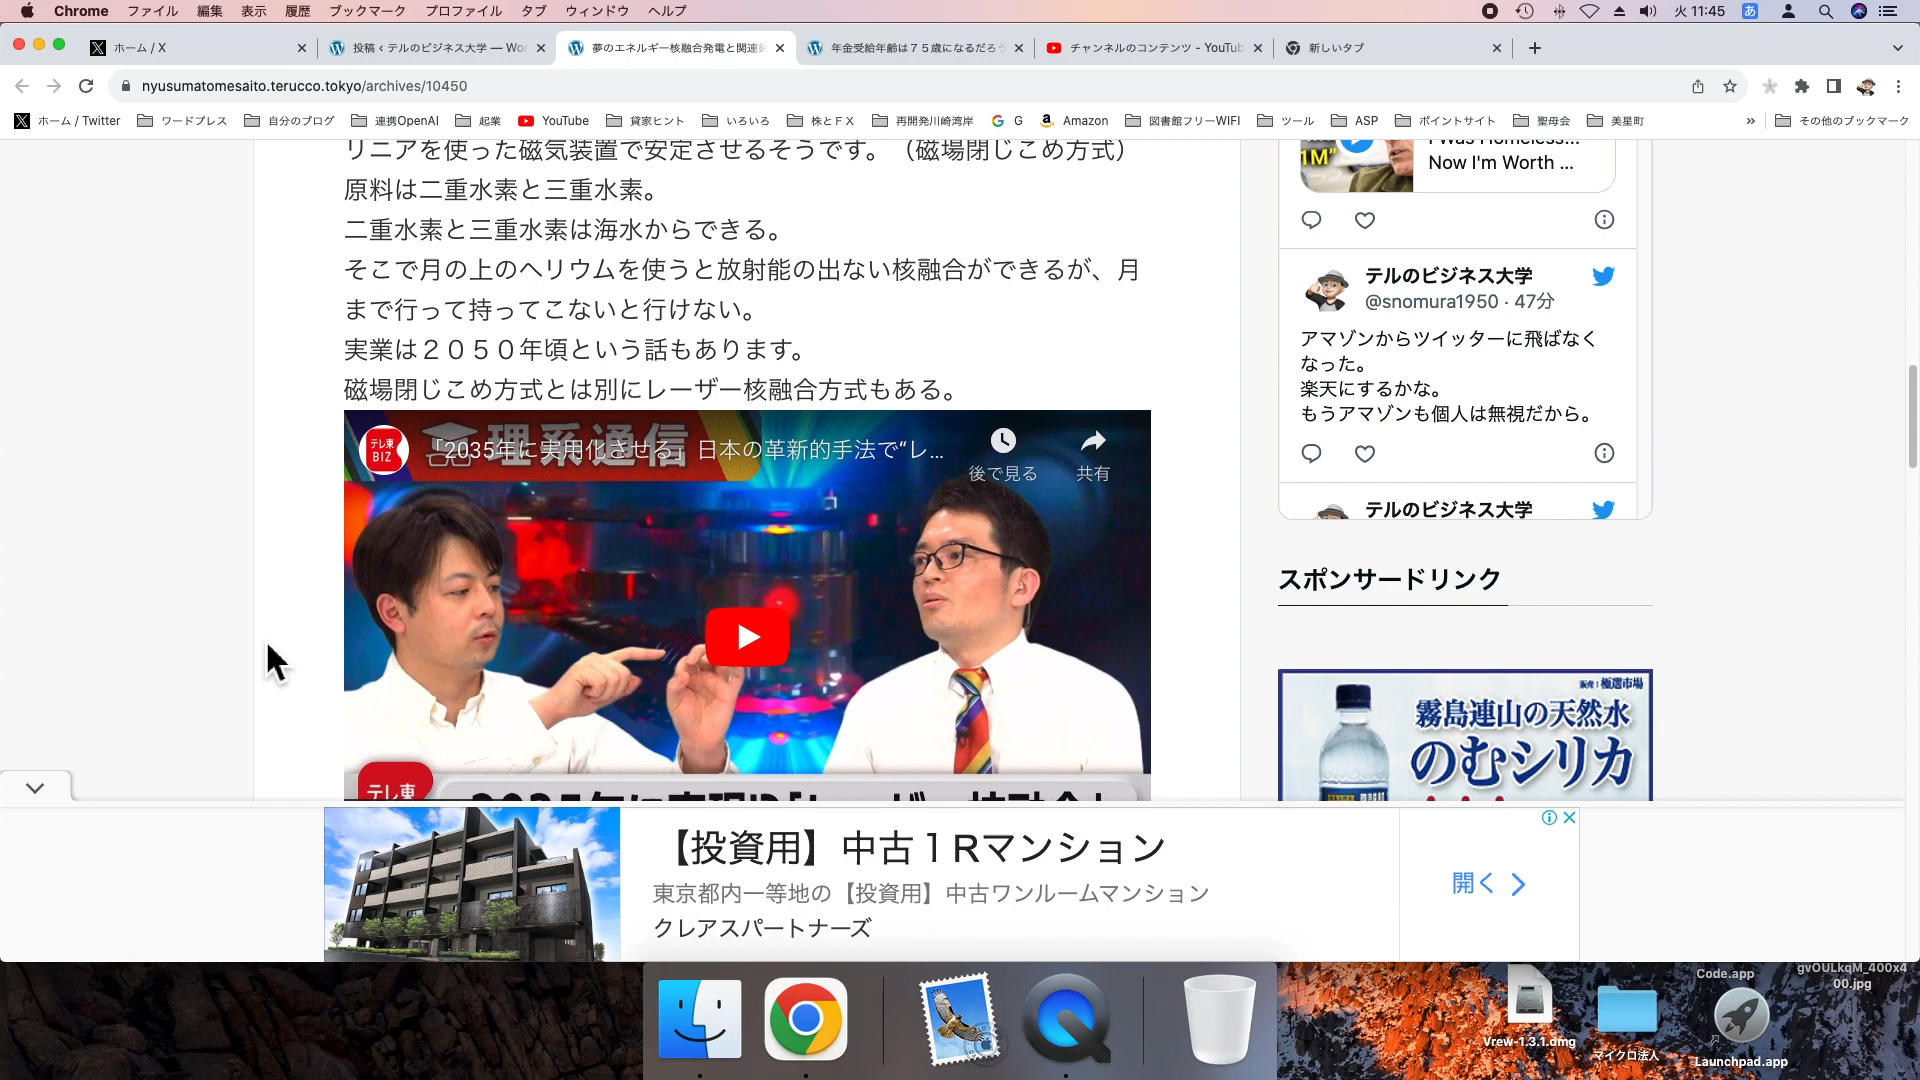 Chrome ファイル 編集 表示 履歴 ブックマーク プロファイル タブ ウィンドウ ヘルプ
火 11:45 あ
ホーム / X
投稿 ‹ テルのビジネス大学 — Wor
夢のエネルギー核融合発電と関連
年金受給年齢は７５歳になるだろう
チャンネルのコンテンツ - YouTub
新しいタブ
nyusumatomesaito.terucco.tokyo/archives/10450
ホーム / Twitter
ワードプレス
自分のブログ
連携OpenAI
起業
YouTube
貸家ヒント
いろいろ
株とＦＸ
再開発川崎湾岸
G
Amazon
図書館フリーWIFI
ツール
ASP
ポイントサイト
聖母会
美星町
»
その他のブックマーク
リニアを使った磁気装置で安定させるそうです。（磁場閉じこめ方式）
原料は二重水素と三重水素。
二重水素と三重水素は海水からできる。
そこで月の上のヘリウムを使うと放射能の出ない核融合ができるが、月
まで行って持ってこないと行けない。
実業は２０５０年頃という話もあります。
磁場閉じこめ方式とは別にレーザー核融合方式もある。
テレ東
BIZ
理系通信
「2035年に実用化させる」日本の革新的手法で“レ...
後で見る
共有
テレ東
1M”
I Was Homeless...
Now I'm Worth ...
テルのビジネス大学
@snomura1950 · 47分
アマゾンからツイッターに飛ばなく
なった。
楽天にするかな。
もうアマゾンも個人は無視だから。
テルのビジネス大学
スポンサードリンク
販売：極選市場
霧島連山の天然水
のむシリカ
【投資用】中古１Rマンション
東京都内一等地の【投資用】中古ワンルームマンション
クレアスパートナーズ
開く
Code.app
gvOULkqM_400x4
00.jpg
Vrew-1.3.1.dmg
マイクロ法人
Launchpad.app